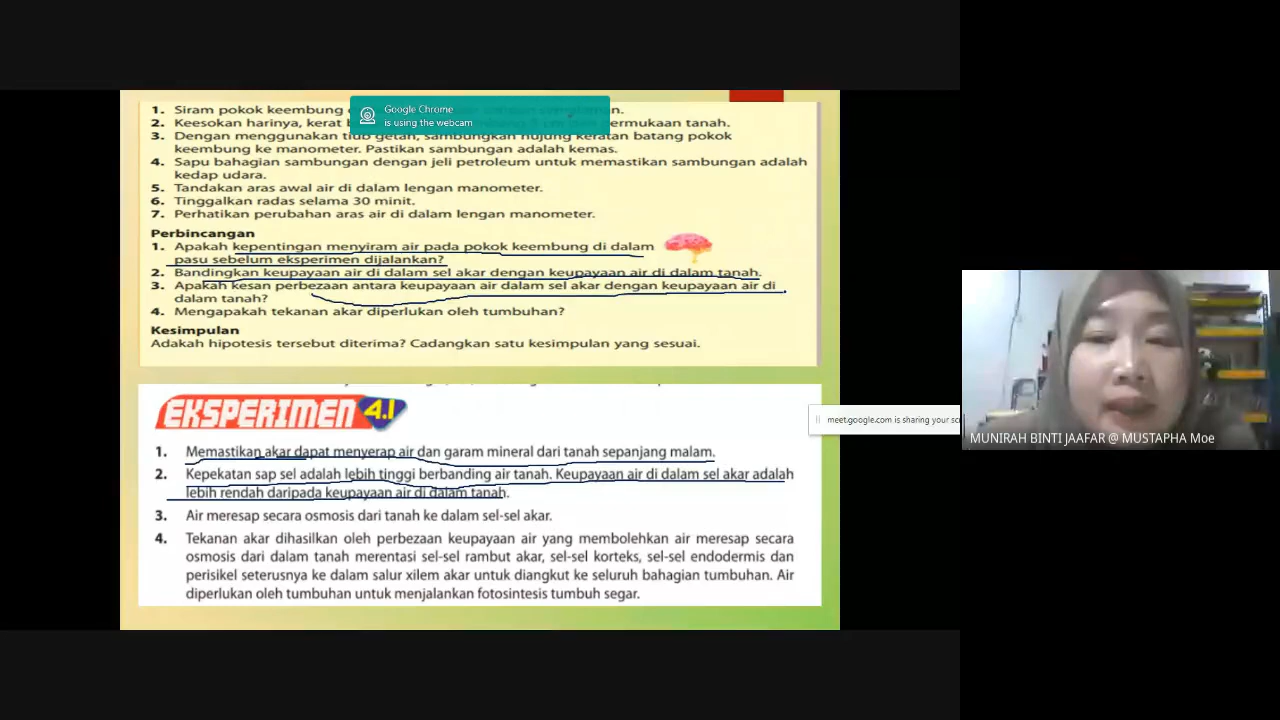 1. Siram pokok keembung
Google Chrome
is using the webcam
2. Keesokan harinya, kerat permukaan tanah.
3. Dengan menggunakan tiub getah, sambungkan hujung keratan batang pokok
keembung ke manometer. Pastikan sambungan adalah kemas.
4. Sapu bahagian sambungan dengan jeli petroleum untuk memastikan sambungan adalah
kedap udara.
5. Tandakan aras awal air di dalam lengan manometer.
6. Tinggalkan radas selama 30 minit.
7. Perhatikan perubahan aras air di dalam lengan manometer.
Perbincangan
1. Apakah kepentingan menyiram air pada pokok keembung di dalam
pasu sebelum eksperimen dijalankan?
2. Bandingkan keupayaan air di dalam sel akar dengan keupayaan air di dalam tanah.
3. Apakah kesan perbezaan antara keupayaan air dalam sel akar dengan keupayaan air di
dalam tanah?
4. Mengapakah tekanan akar diperlukan oleh tumbuhan?
Kesimpulan
Adakah hipotesis tersebut diterima? Cadangkan satu kesimpulan yang sesuai.
EKSPERIMEN 4.1
1. Memastikan akar dapat menyerap air dan garam mineral dari tanah sepanjang malam.
2. Kepekatan sap sel adalah lebih tinggi berbanding air tanah. Keupayaan air di dalam sel akar adalah
lebih rendah daripada keupayaan air di dalam tanah.
3. Air meresap secara osmosis dari tanah ke dalam sel-sel akar.
4. Tekanan akar dihasilkan oleh perbezaan keupayaan air yang membolehkan air meresap secara
osmosis dari dalam tanah merentasi sel-sel rambut akar, sel-sel korteks, sel-sel endodermis dan
perisikel seterusnya ke dalam salur xilem akar untuk diangkut ke seluruh bahagian tumbuhan. Air
diperlukan oleh tumbuhan untuk menjalankan fotosintesis tumbuh segar.
meet.google.com is sharing your
MUNIRAH BINTI JAAFAR @ MUSTAPHA Moe